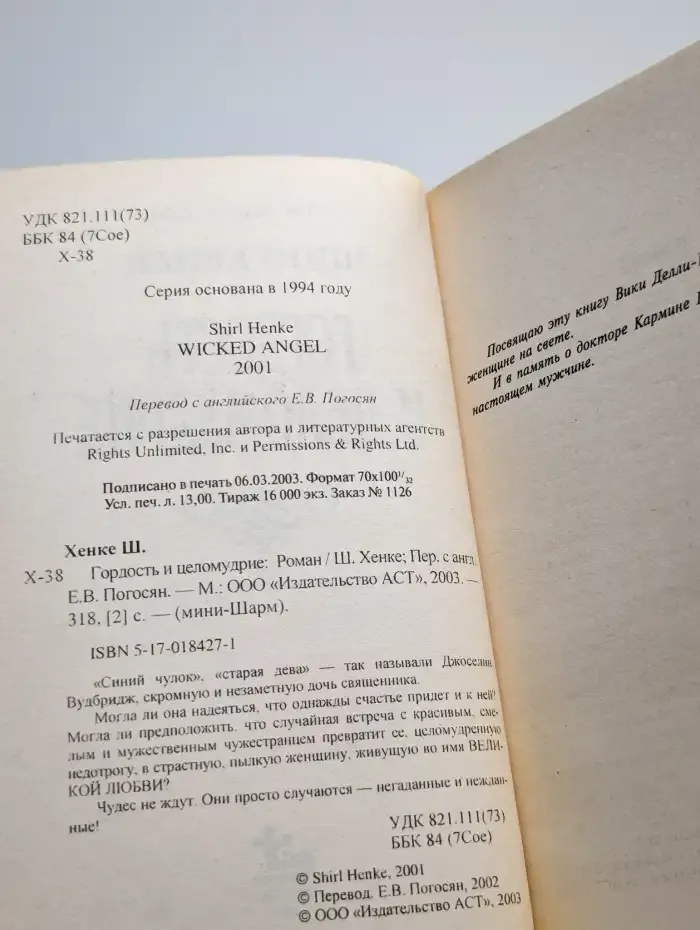 УДК 821.111(73)
ББК 84 (7Сое)
Х-38
Серия основана в 1994 году
Shirl Henke
WICKED ANGEL
2001
Перевод с английского Е.В. Погосян
Печатается с разрешения автора и литературных агентств
Rights Unlimited, Inc. и Permissions & Rights Ltd.
Подписано в печать 06.03.2003. Формат 70х100 1/32
Усл. печ. л. 13,00. Тираж 16 000 экз. Заказ № 1126
Хенке Ш.
Х-38 Гордость и целомудрие: Роман / Ш. Хенке; Пер. с англ.
Е.В. Погосян. — М.: ООО «Издательство АСТ», 2003. —
318, [2] с. — (мини-Шарм).
ISBN 5-17-018427-1
«Синий чулок», «старая дева» — так называли Джоселин
Вудбридж, скромную и незаметную дочь священника.
Могла ли она надеяться, что однажды счастье придет и к ней?
Могла ли предположить, что случайная встреча с красивым, сме-
лым и мужественным чужестранцем превратит ее, целомудренную
недотрогу, в страстную, пылкую женщину, живущую во имя ВЕЛИ-
КОЙ ЛЮБВИ?
Чудес не ждут. Они просто случаются — негаданные и неждан-
ные!
УДК 821.111(73)
ББК 84 (7Сое)
© Shirl Henke, 2001
© Перевод. Е.В. Погосян, 2002
© ООО «Издательство АСТ», 2003
Посвящаю эту книгу Вики Делли-
женщине на свете.
И в память о докторе Кармине
настоящем мужчине.